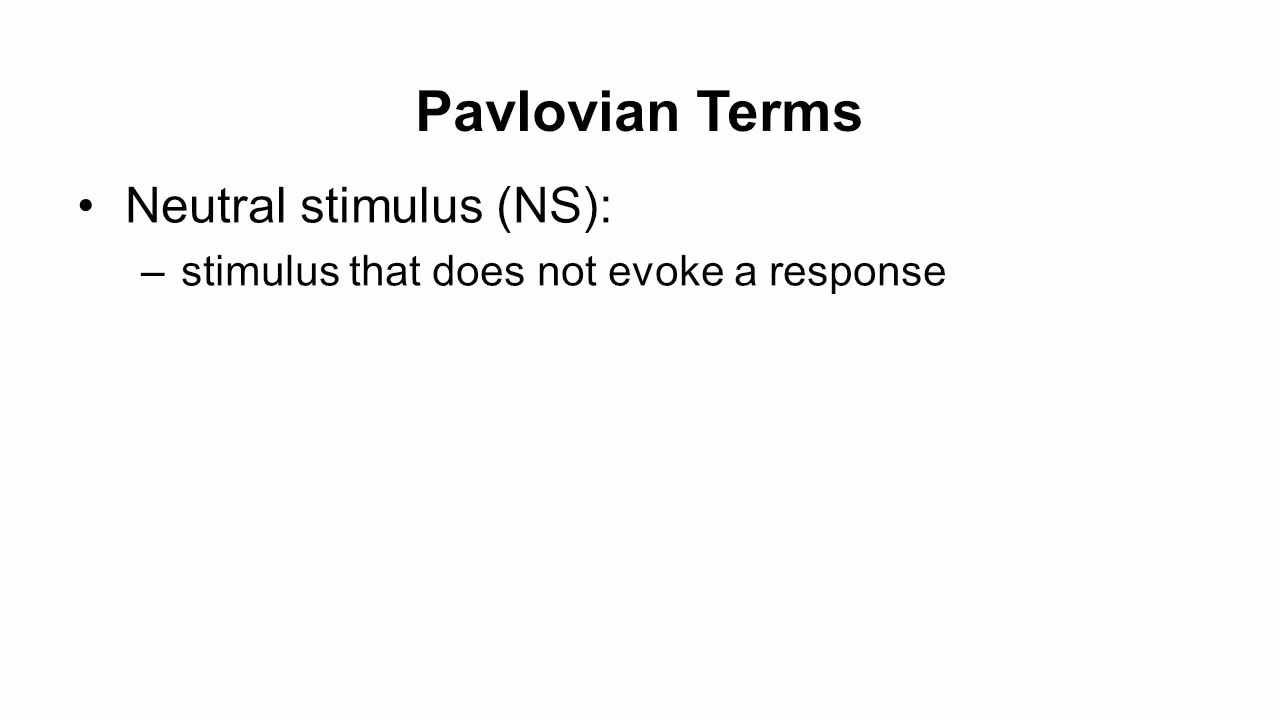 Pavlovian Terms
• Neutral stimulus (NS):
– stimulus that does not evoke a response